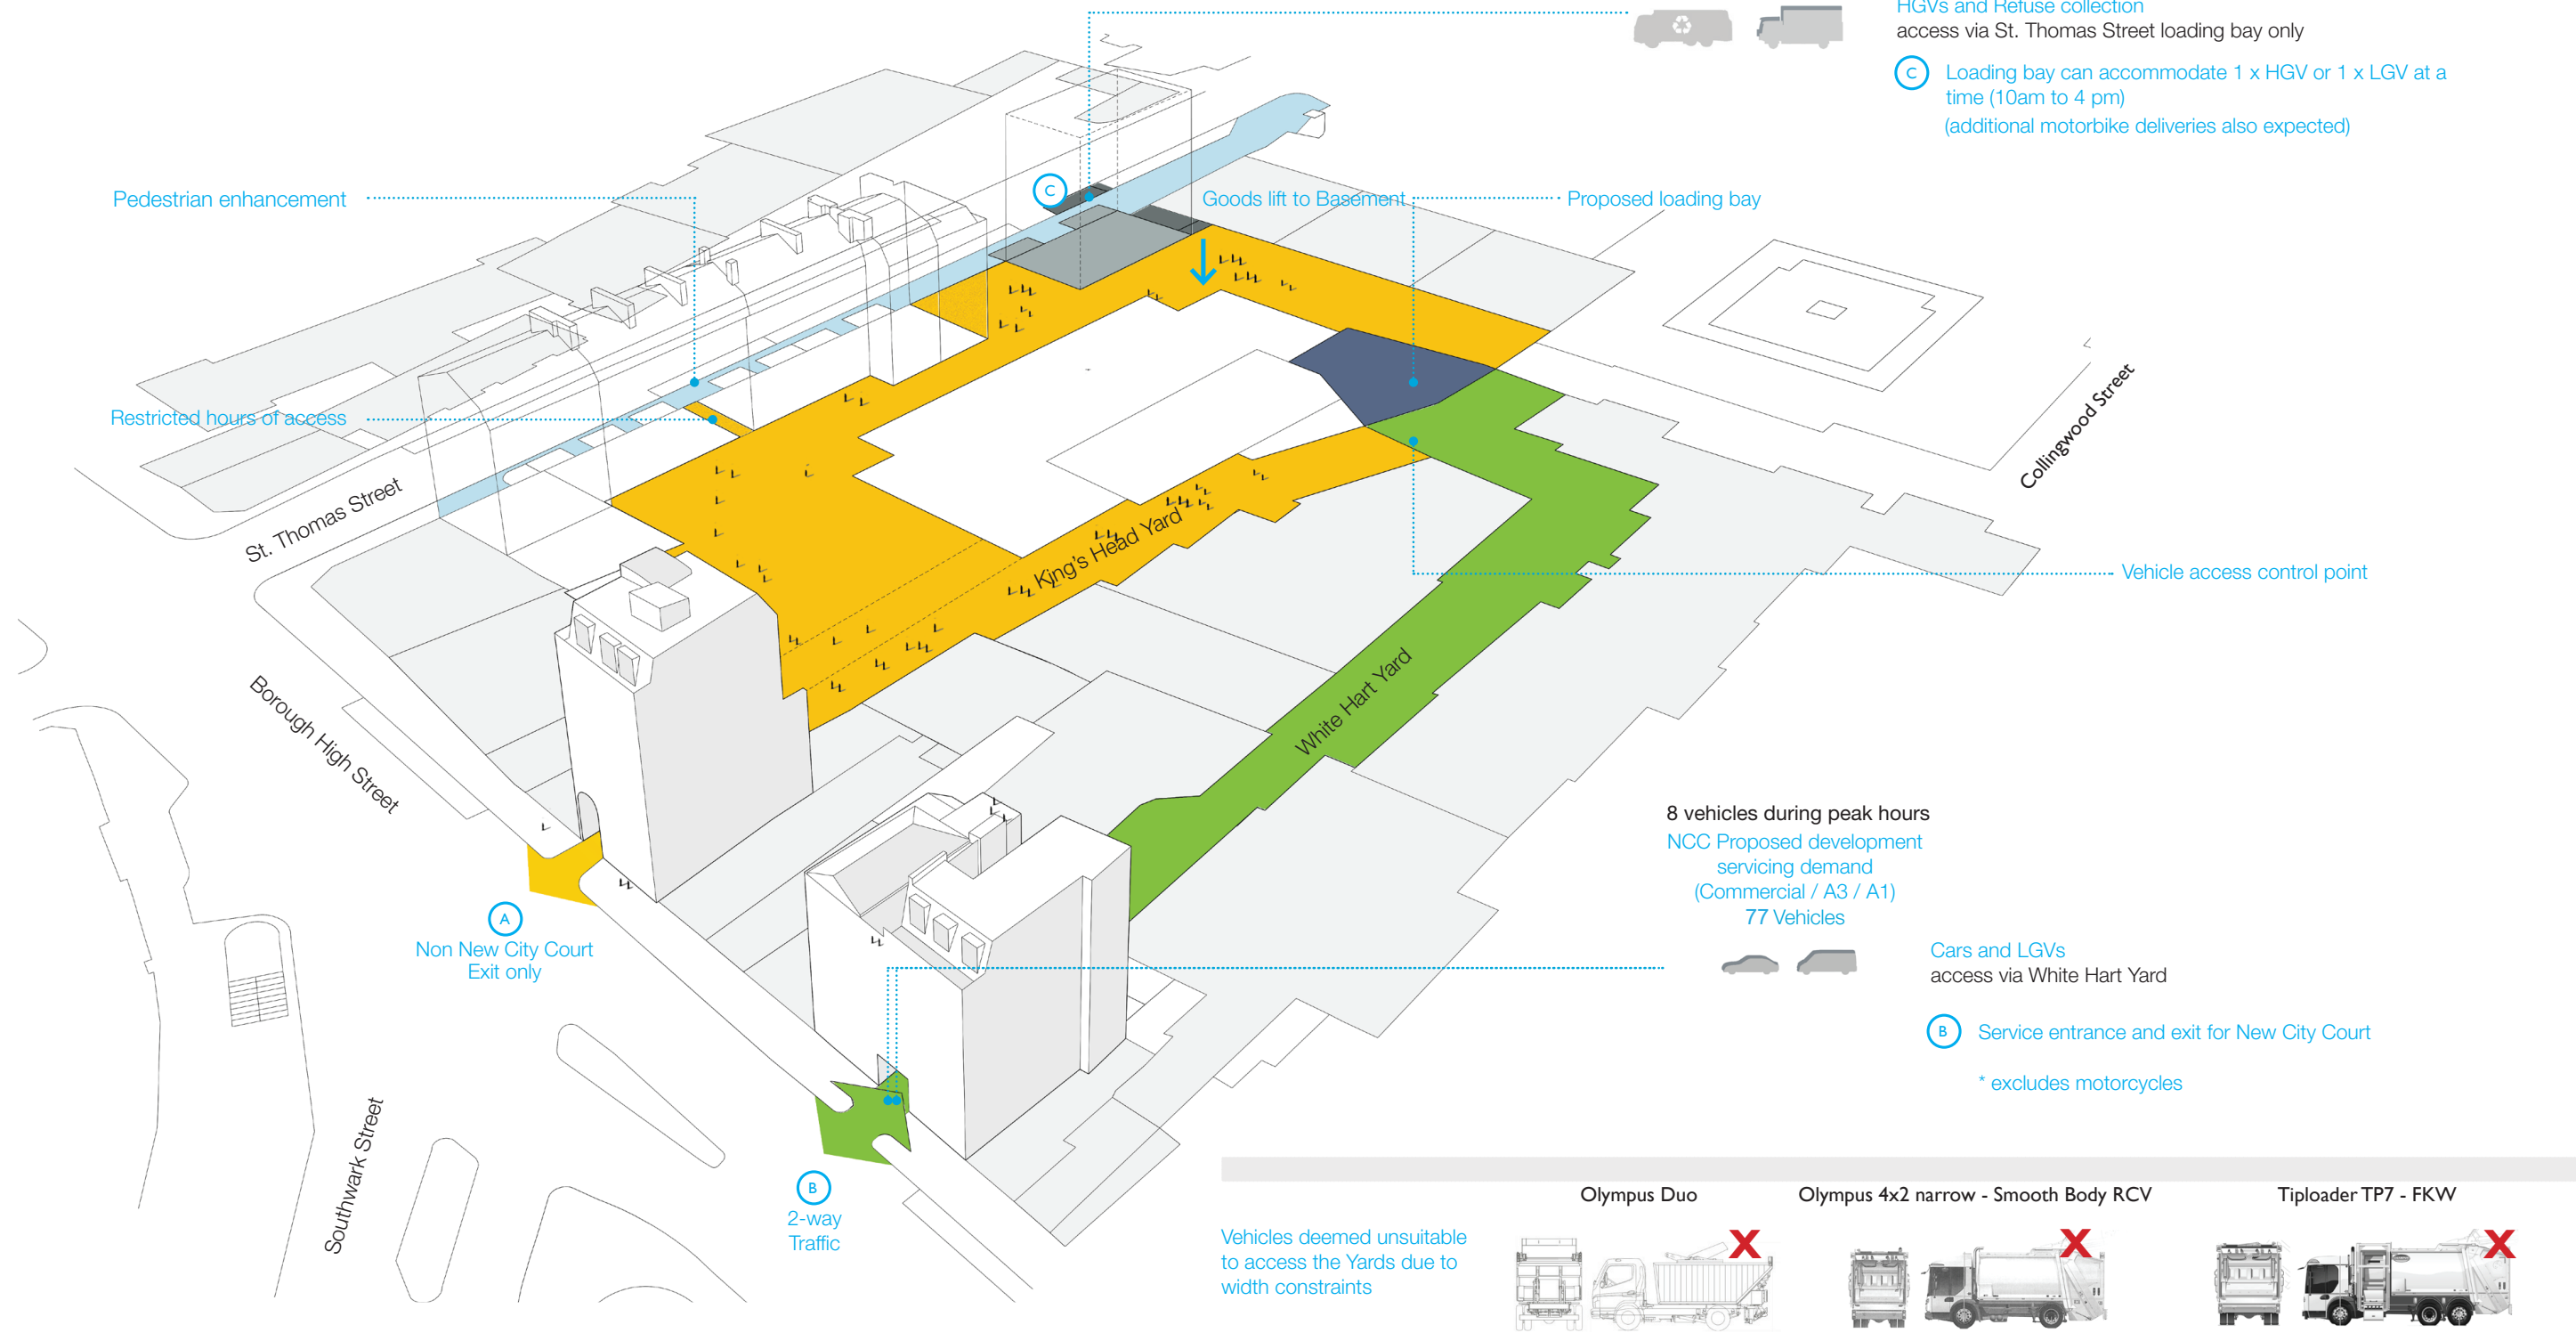 HGVs and Refuse collection
access via St. Thomas Street loading bay only
C
Loading bay can accommodate 1 x HGV or 1 x LGV at a
time (10am to 4 pm)
(additional motorbike deliveries also expected)
Pedestrian enhancement
C
Goods lift to Basement
Proposed loading bay
Restricted hours of access
Collingwood Street
St. Thomas Street
King's Head Yard
Vehicle access control point
Borough High Street
White Hart Yard
8 vehicles during peak hours
NCC Proposed development
servicing demand
(Commercial / A3 / A1)
77 Vehicles
A
Non New City Court
Exit only
Cars and LGVs
access via White Hart Yard
B
Service entrance and exit for New City Court
* excludes motorcycles
Southwark Street
B
2-way
Traffic
Olympus Duo
Olympus 4x2 narrow - Smooth Body RCV
Tiploader TP7 - FKW
Vehicles deemed unsuitable
to access the Yards due to
width constraints
X
X
X